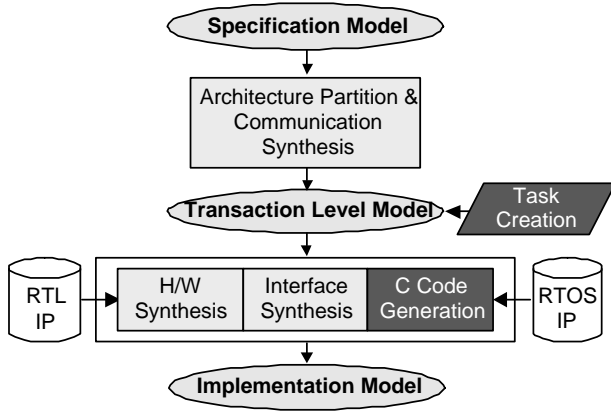 Specification Model
Architecture Partition &
Communication
Synthesis
Transaction Level Model
Task
Creation
RTL
IP
H/W
Synthesis
Interface
Synthesis
C Code
Generation
RTOS
IP
Implementation Model